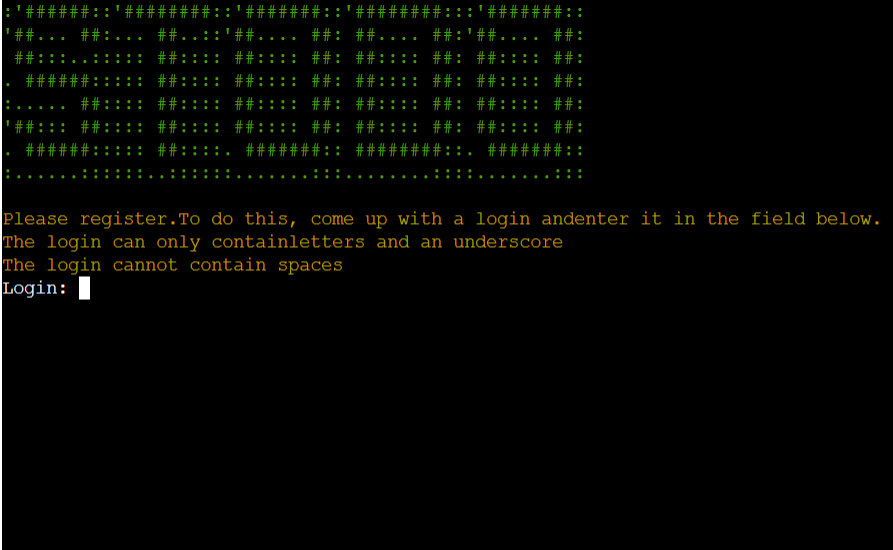 :'######::'########::'#######::'########:::'#######::
'##... ##:... ##..::'##.... ##: ##.... ##:'##.... ##:
 ##:::..::::: ##:::: ##:::: ##: ##:::: ##: ##:::: ##:
. ######::::: ##:::: ##:::: ##: ##:::: ##: ##:::: ##:
:..... ##:::: ##:::: ##:::: ##: ##:::: ##: ##:::: ##:
'##::: ##:::: ##:::: ##:::: ##: ##:::: ##: ##:::: ##:
. ######::::: ##::::. #######:: ########::. #######::
:......::::::..::::::.......:::........::::.......:::
Please register.To do this, come up with a login andenter it in the field below.
The login can only containletters and an underscore
The login cannot contain spaces
Login: